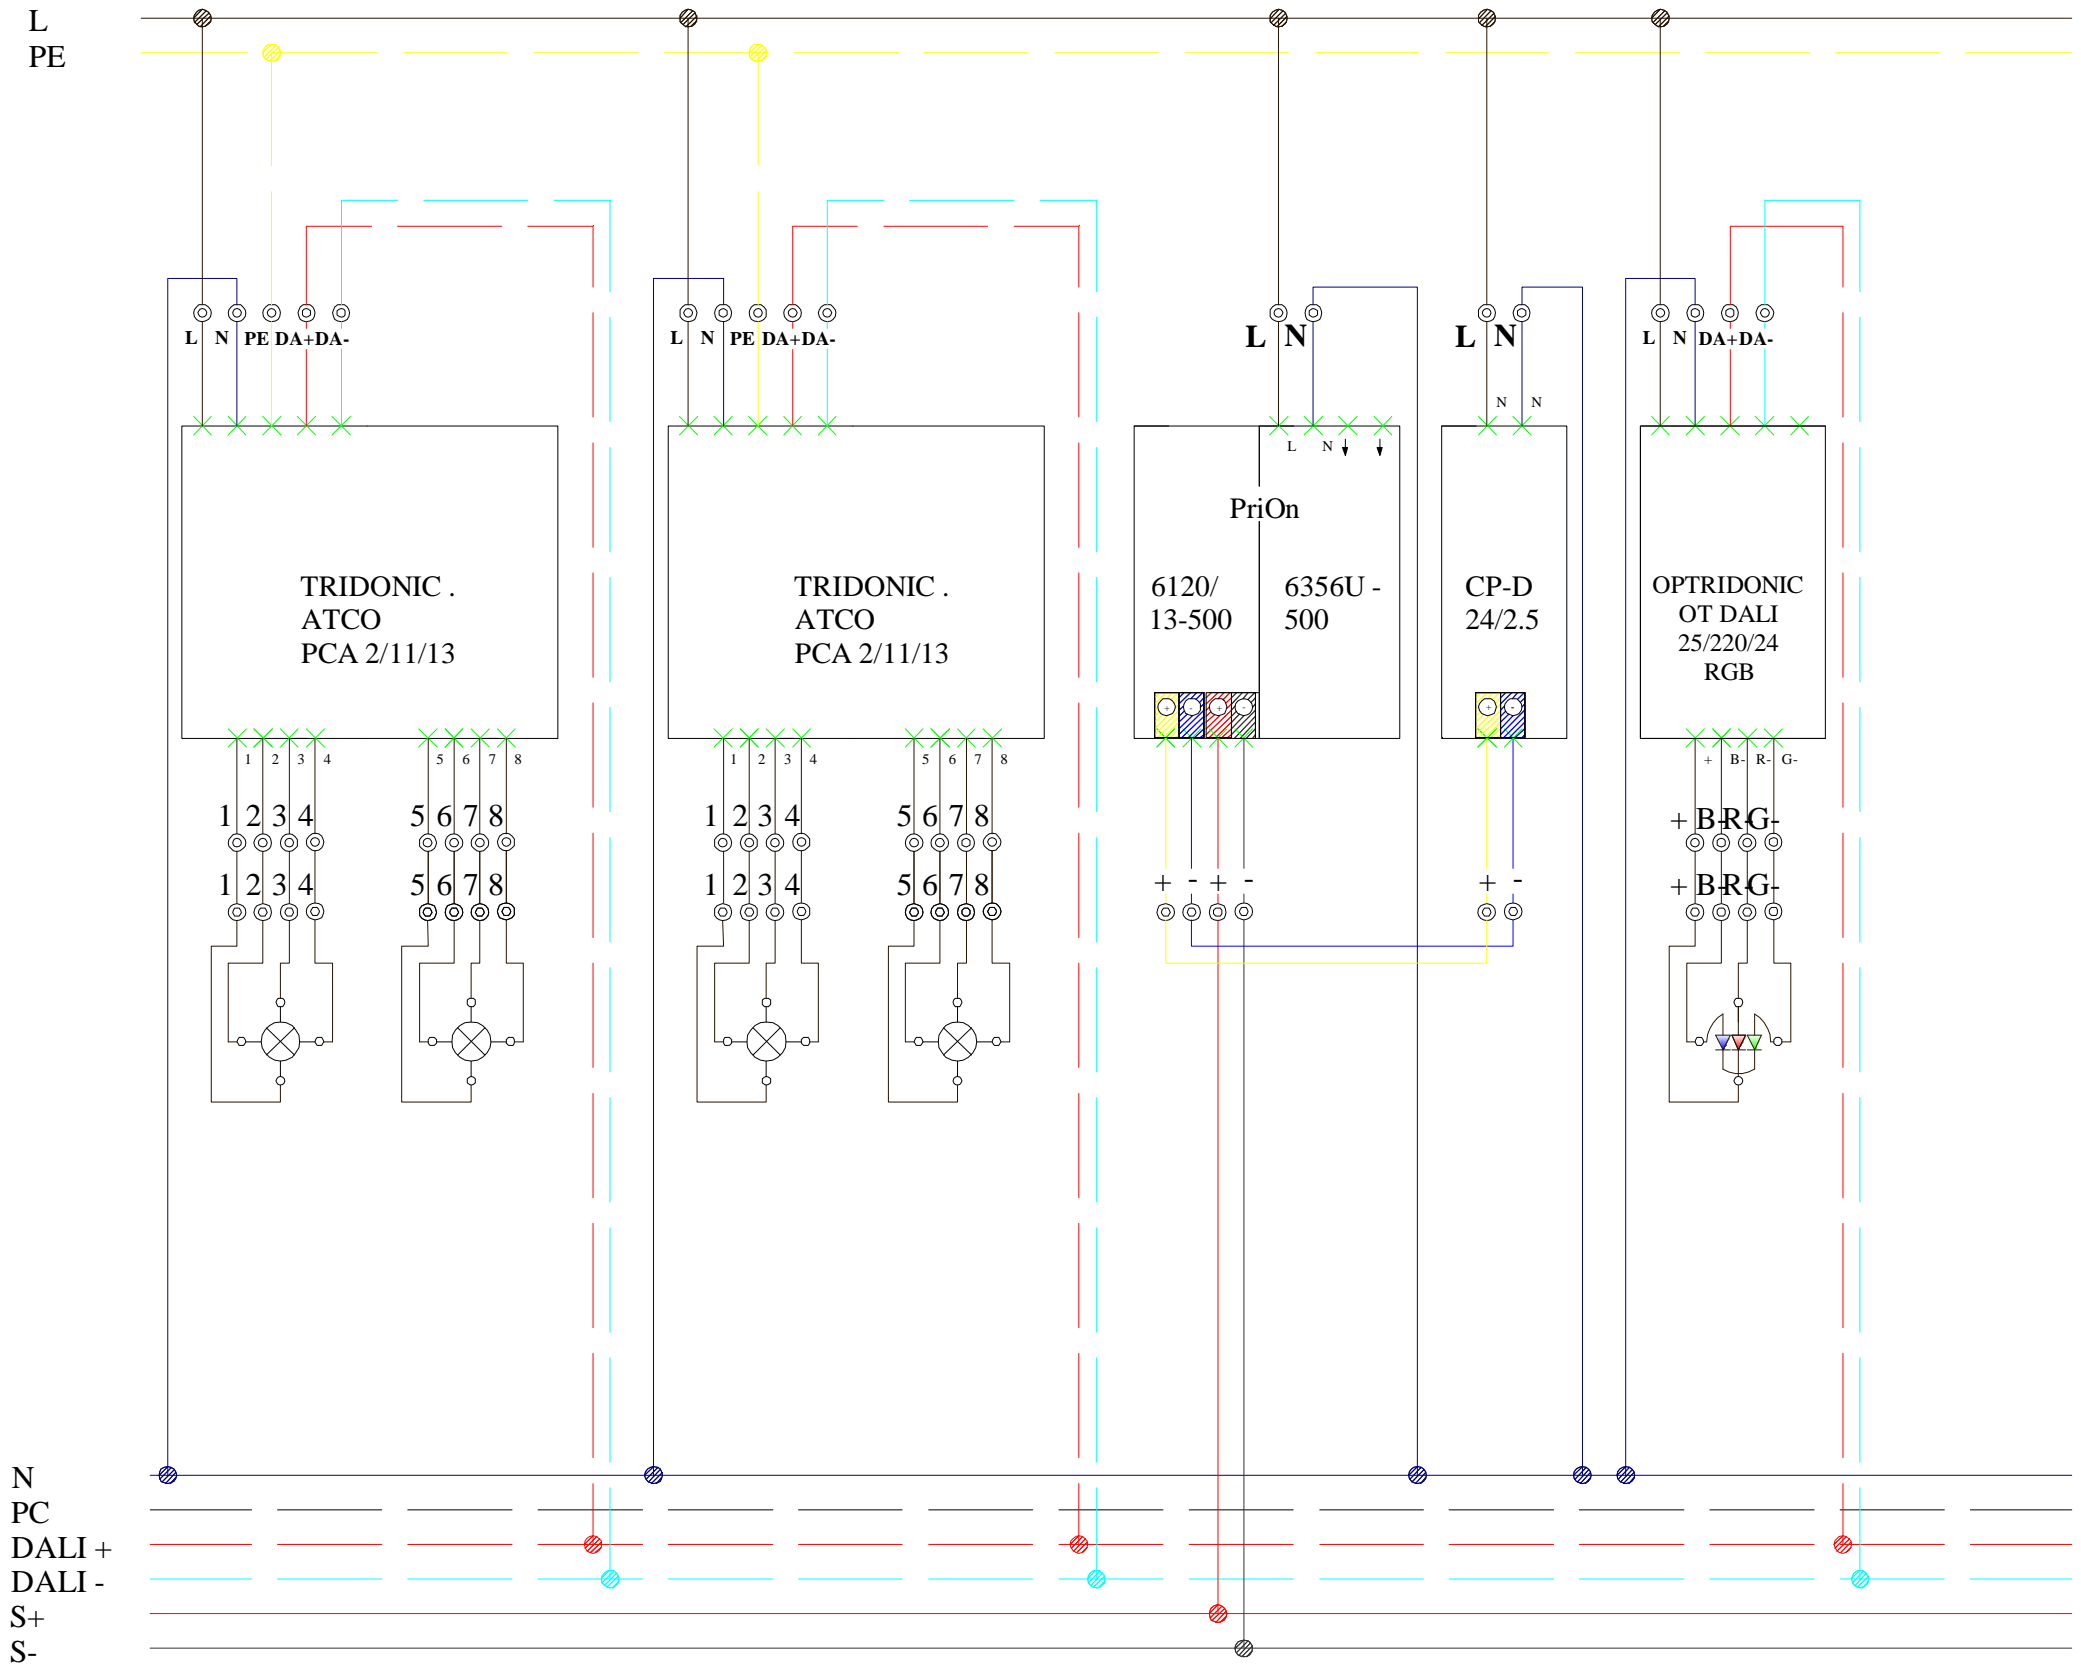 L
PE
L N PE DA+DA-
L N PE DA+DA-
L N
L N
L N DA+DA-
N N
L N
PriOn
TRIDONIC .
ATCO
PCA 2/11/13
TRIDONIC .
ATCO
PCA 2/11/13
6120/
13-500
6356U -
500
CP-D
24/2.5
OPTRIDONIC
OT DALI
25/220/24
RGB
+ - + -
+ -
1 2 3 4 5 6 7 8
1 2 3 4 5 6 7 8
+ B- R- G-
1 2 3 4 5 6 7 8
1 2 3 4 5 6 7 8
+ B-R-G-
1 2 3 4 5 6 7 8
1 2 3 4 5 6 7 8
+ - + -
+ -
+ B-R-G-
N
PC
DALI +
DALI -
S+
S-